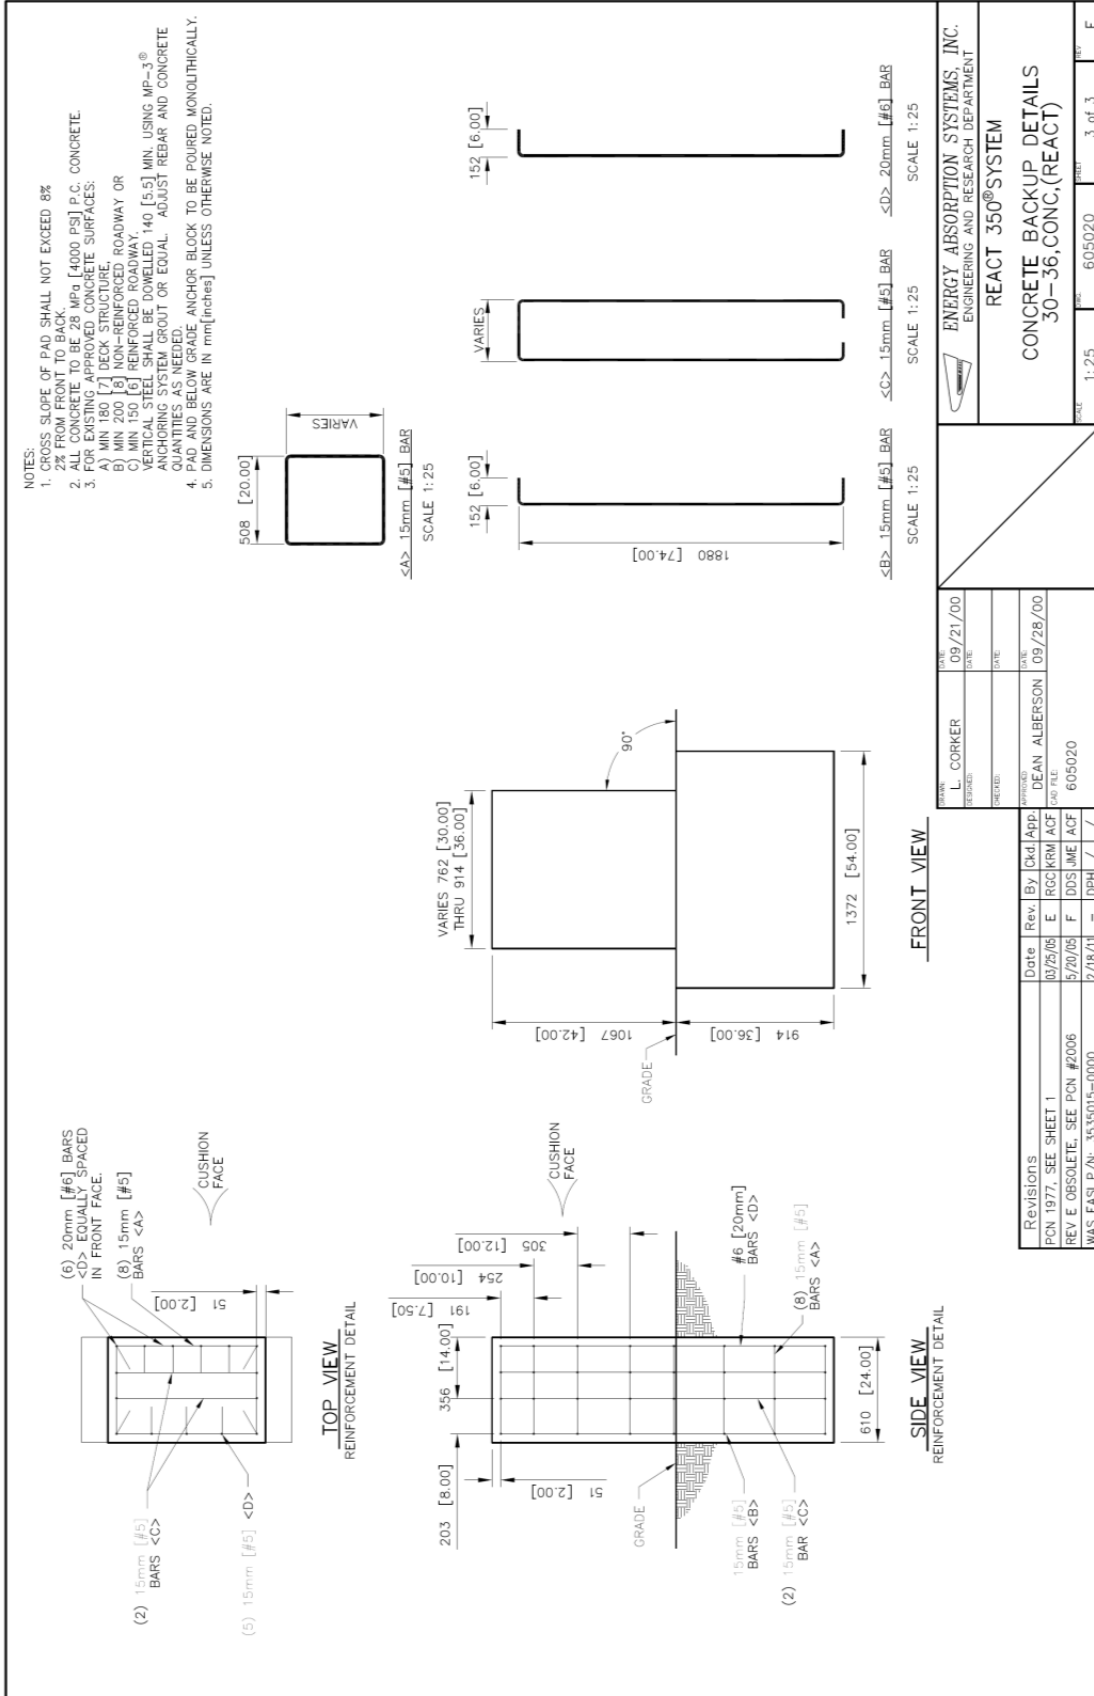 NOTES:
1. CROSS SLOPE OF PAD SHALL NOT EXCEED 8%
2% FROM FRONT TO BACK.
2. ALL CONCRETE TO BE 28 MPa [4000 PSI] P.C. CONCRETE.
3. FOR EXISTING APPROVED CONCRETE SURFACES:
A) MIN 180 [7] DECK STRUCTURE,
B) MIN 200 [8] NON-REINFORCED ROADWAY OR
C) MIN 150 [6] REINFORCED ROADWAY.
VERTICAL STEEL SHALL BE DOWELLED 140 [5.5] MIN. USING MP-3®
ANCHORING SYSTEM GROUT OR EQUAL. ADJUST REBAR AND CONCRETE
QUANTITIES AS NEEDED.
4. PAD AND BELOW GRADE ANCHOR BLOCK TO BE POURED MONOLITHICALLY.
5. DIMENSIONS ARE IN mm[inches] UNLESS OTHERWISE NOTED.
(6) 20mm [#6] BARS
<D> EQUALLY SPACED
IN FRONT FACE.
(8) 15mm [#5]
BARS <A>
51 [2.00]
CUSHION
FACE
(2) 15mm [#5]
BARS <C>
(5) 15mm [#5] <D>
TOP VIEW
REINFORCEMENT DETAIL
508 [20.00]
VARIES
<A> 15mm [#5] BAR
SCALE 1:25
203 [8.00]
356 [14.00]
191 [7.50]
254 [10.00]
305 [12.00]
CUSHION
FACE
51 [2.00]
GRADE
#6 [20mm]
BARS <D>
(8) 15mm [#5]
BARS <A>
15mm [#5]
BARS <B>
(2) 15mm [#5]
BAR <C>
610 [24.00]
SIDE VIEW
REINFORCEMENT DETAIL
VARIES 762 [30.00]
THRU 914 [36.00]
90°
1067 [42.00]
GRADE
914 [36.00]
1372 [54.00]
FRONT VIEW
152 [6.00]
1880 [74.00]
<B> 15mm [#5] BAR
SCALE 1:25
VARIES
<C> 15mm [#5] BAR
SCALE 1:25
152 [6.00]
<D> 20mm [#6] BAR
SCALE 1:25
Revisions Date Rev. By Ckd. App.
PCN 1977, SEE SHEET 1 03/25/05 E RGC KRM ACF
REV E OBSOLETE, SEE PCN #2006 5/20/05 F DDS JME ACF
WAS EASI P/N: 3535015-0000 2/18/11 - DPH / /
DRAWN: L. CORKER DATE: 09/21/00
DESIGNED: DATE:
CHECKED: DATE:
APPROVED: DEAN ALBERSON DATE: 09/28/00
CAD FILE: 605020
ENERGY ABSORPTION SYSTEMS, INC.
ENGINEERING AND RESEARCH DEPARTMENT
REACT 350® SYSTEM
CONCRETE BACKUP DETAILS
30-36,CONC,(REACT)
SCALE 1:25 DWG. 605020 SHEET 3 of 3 REV F